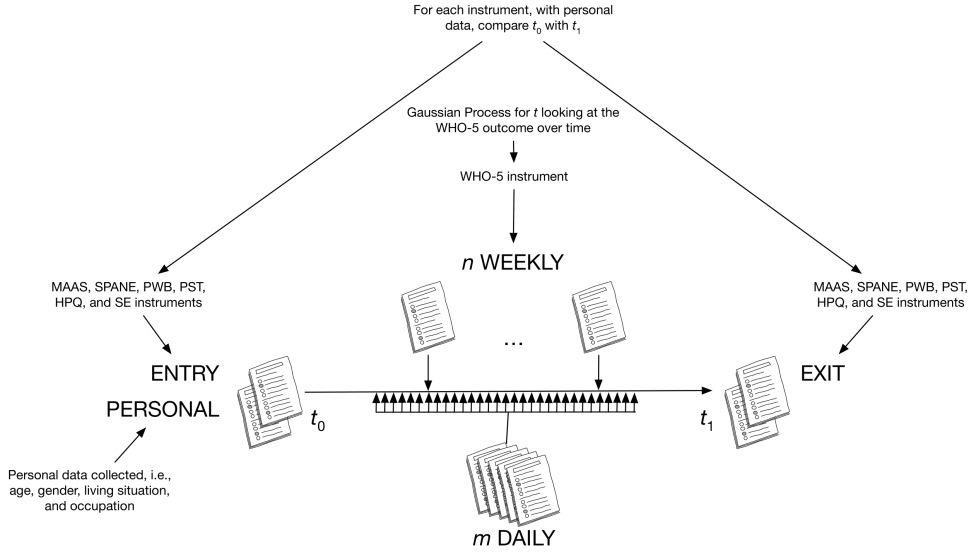 For each instrument, with personal
data, compare t0 with t1
Gaussian Process for t looking at the
WHO-5 outcome over time
WHO-5 instrument
n WEEKLY
MAAS, SPANE, PWB, PST,
HPQ, and SE instruments
MAAS, SPANE, PWB, PST,
HPQ, and SE instruments
...
ENTRY
EXIT
PERSONAL
t0
t1
Personal data collected, i.e.,
age, gender, living situation,
and occupation
m DAILY